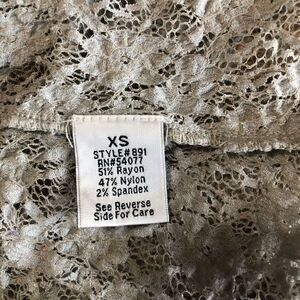 XS
STYLE#891
RN#54077
51% Rayon
47% Nylon
2% Spandex
See Reverse
Side For Care